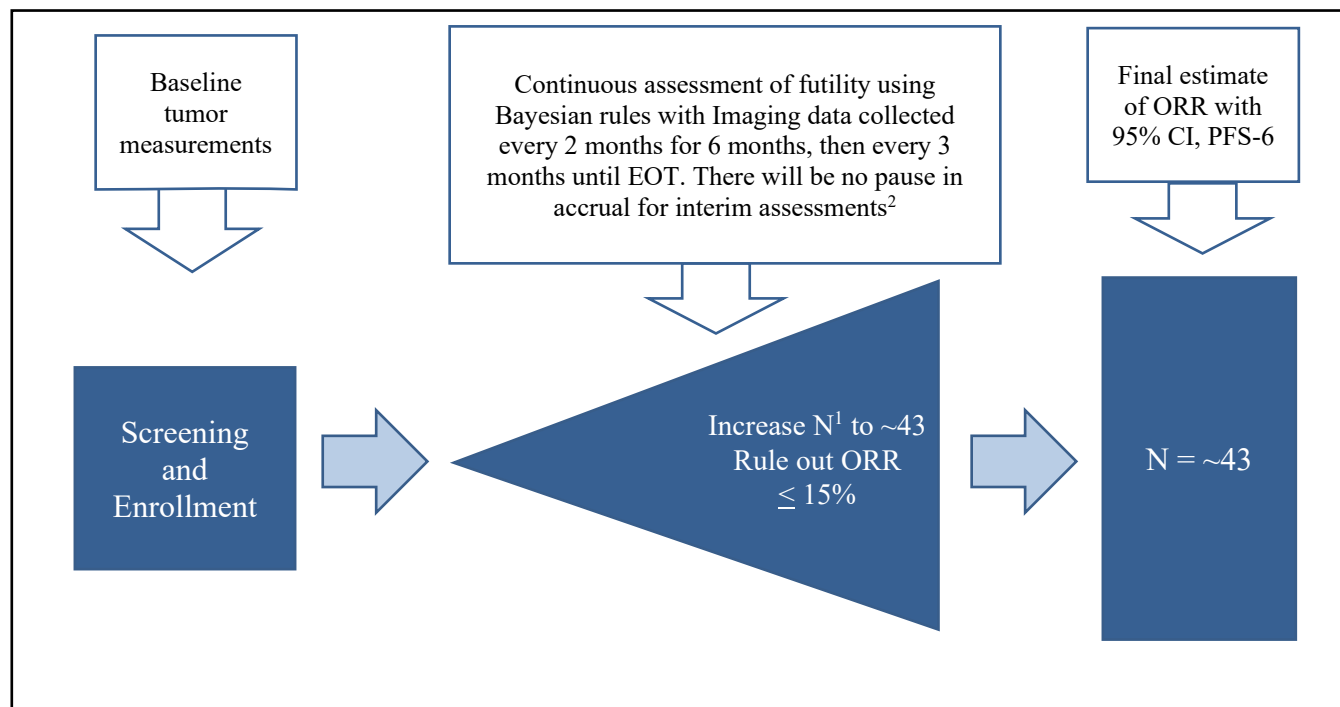 Baseline
tumor
measurements
Continuous assessment of futility using
Bayesian rules with Imaging data collected
every 2 months for 6 months, then every 3
months until EOT. There will be no pause in
accrual for interim assessments²
Final estimate
of ORR with
95% CI, PFS-6
Screening
and
Enrollment
Increase N¹ to ~43
Rule out ORR
≤ 15%
N = ~43